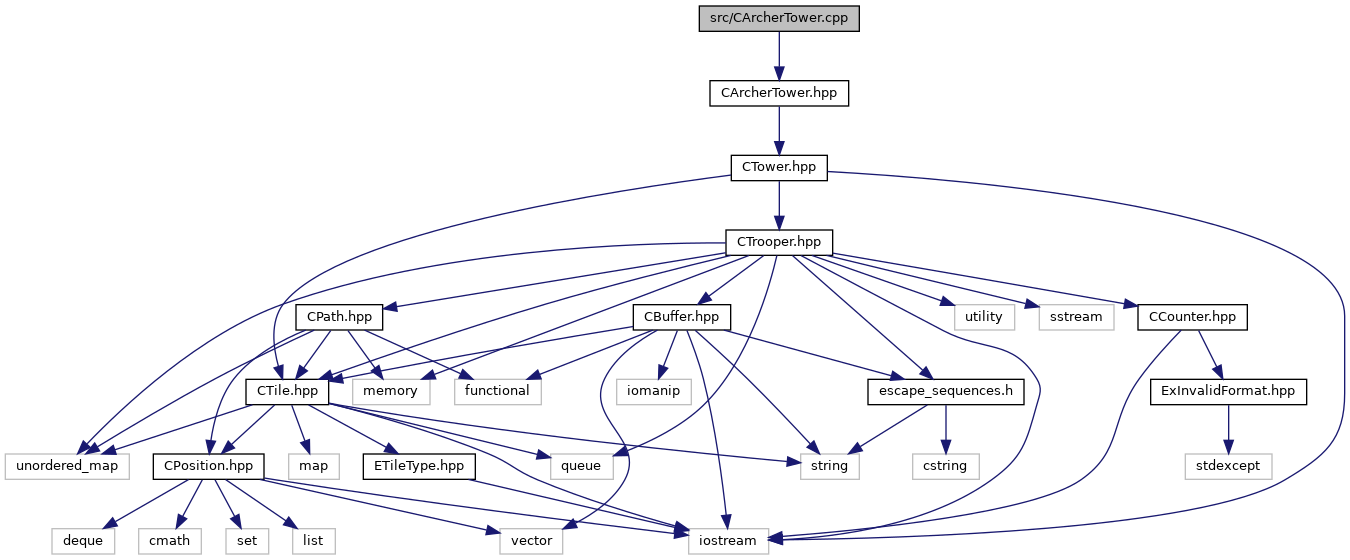 src/CArcherTower.cpp
CArcherTower.hpp
CTower.hpp
CTrooper.hpp
CPath.hpp
CBuffer.hpp
utility
sstream
CCounter.hpp
CTile.hpp
memory
functional
iomanip
escape_sequences.h
ExInvalidFormat.hpp
unordered_map
CPosition.hpp
map
ETileType.hpp
queue
string
cstring
stdexcept
deque
cmath
set
list
vector
iostream